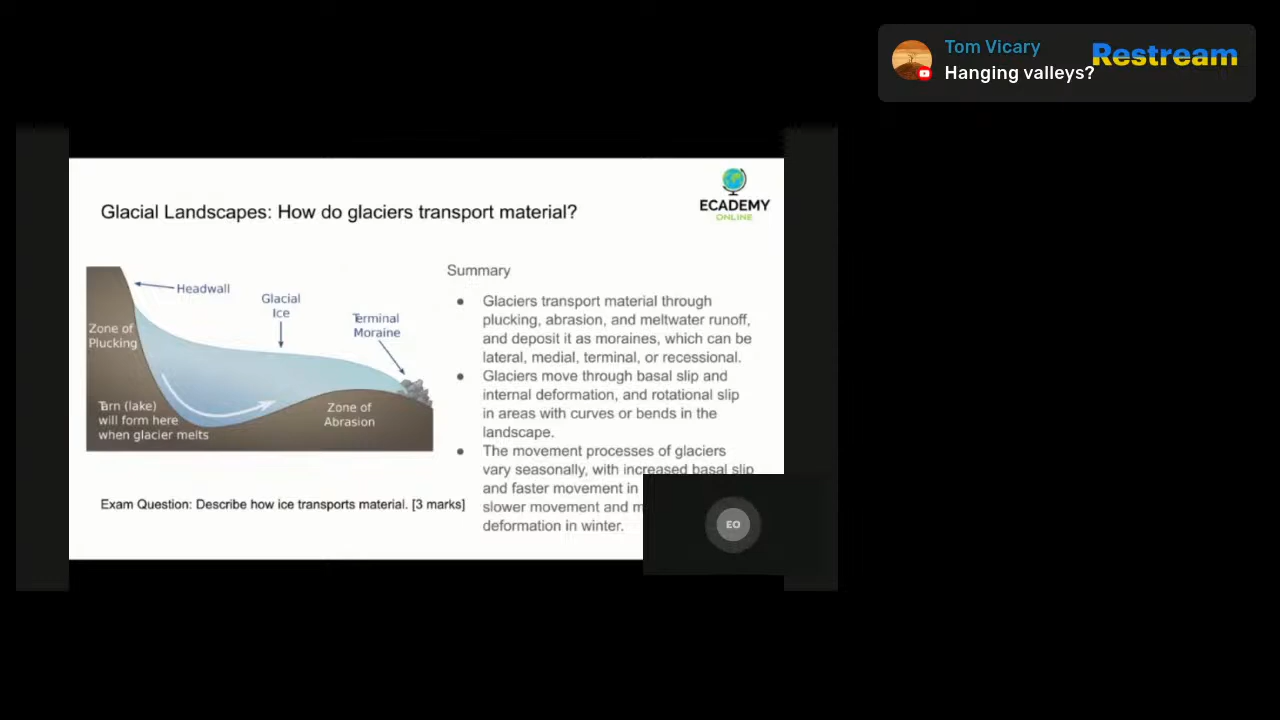 Tom Vicary
Restream
Hanging valleys?
ECADEMY
ONLINE
Glacial Landscapes: How do glaciers transport material?
Headwall
Glacial
Ice
Terminal
Moraine
Zone of
Plucking
Tarn (lake)
will form here
when glacier melts
Zone of
Abrasion
Exam Question: Describe how ice transports material. [3 marks]
Summary
● Glaciers transport material through
plucking, abrasion, and meltwater runoff,
and deposit it as moraines, which can be
lateral, medial, terminal, or recessional.
● Glaciers move through basal slip and
internal deformation, and rotational slip
in areas with curves or bends in the
landscape.
● The movement processes of glaciers
vary seasonally, with increased basal slip
and faster movement in
slower movement and
deformation in winter.
EO